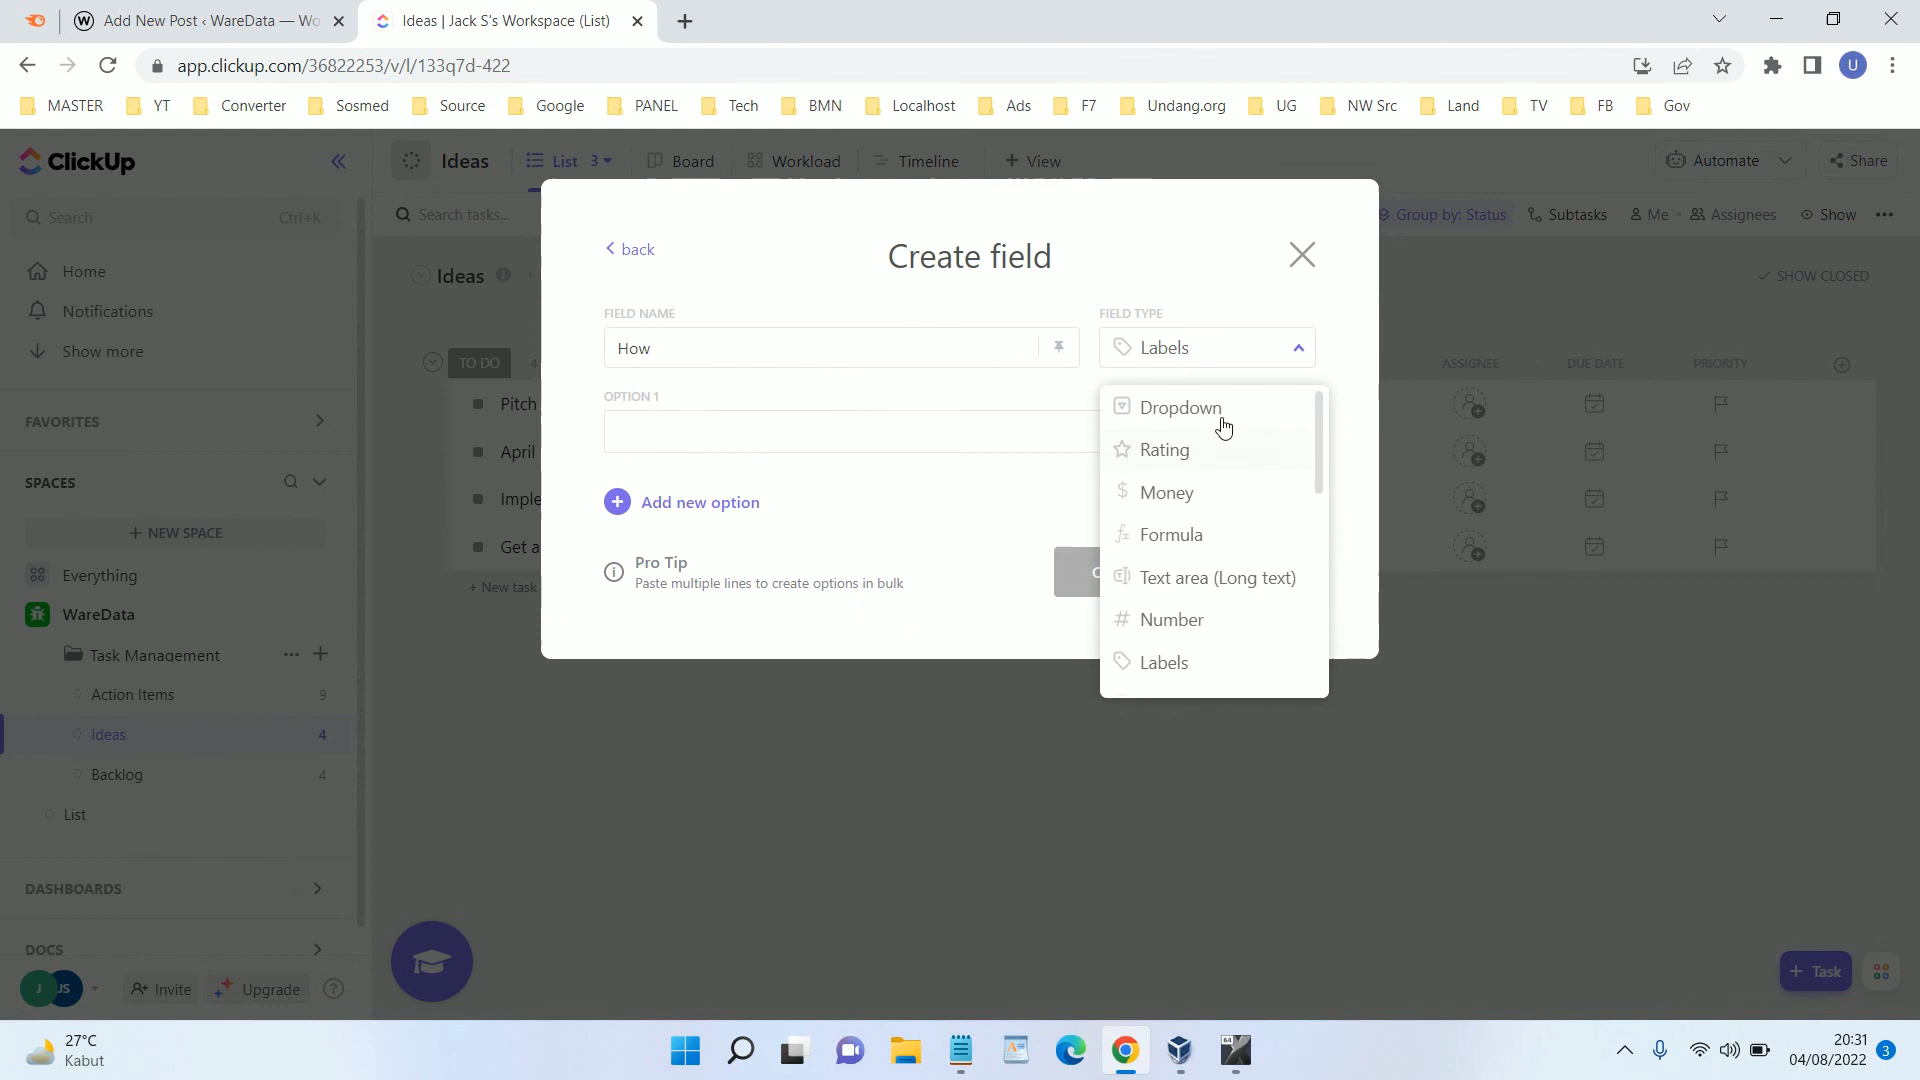 Add New Post ‹ WareData — Wo
Ideas | Jack S's Workspace (List)
app.clickup.com/36822253/v/l/133q7d-422
U
MASTER
YT
Converter
Sosmed
Source
Google
PANEL
Tech
BMN
Localhost
Ads
F7
Undang.org
UG
NW Src
Land
TV
FB
Gov
ClickUp
Ideas
List 3
Board
Workload
Timeline
+ View
Automate
Share
Search
Ctrl+K
Search tasks...
Group by: Status
Subtasks
Me
Assignees
Show
Home
Notifications
Show more
FAVORITES
SPACES
+ NEW SPACE
Everything
WareData
Task Management
Action Items 9
Ideas 4
Backlog 4
List
DASHBOARDS
DOCS
J
JS
Invite
Upgrade
?
Ideas
SHOW CLOSED
TO DO
4
ASSIGNEE
DUE DATE
PRIORITY
Pitch
April
Imple
Get a
+ New task
back
Create field
FIELD NAME
FIELD TYPE
How
Labels
OPTION 1
Add new option
Pro Tip
Paste multiple lines to create options in bulk
Dropdown
Rating
Money
Formula
Text area (Long text)
Number
Labels
+ Task
27°C
Kabut
64
20:31
04/08/2022
3